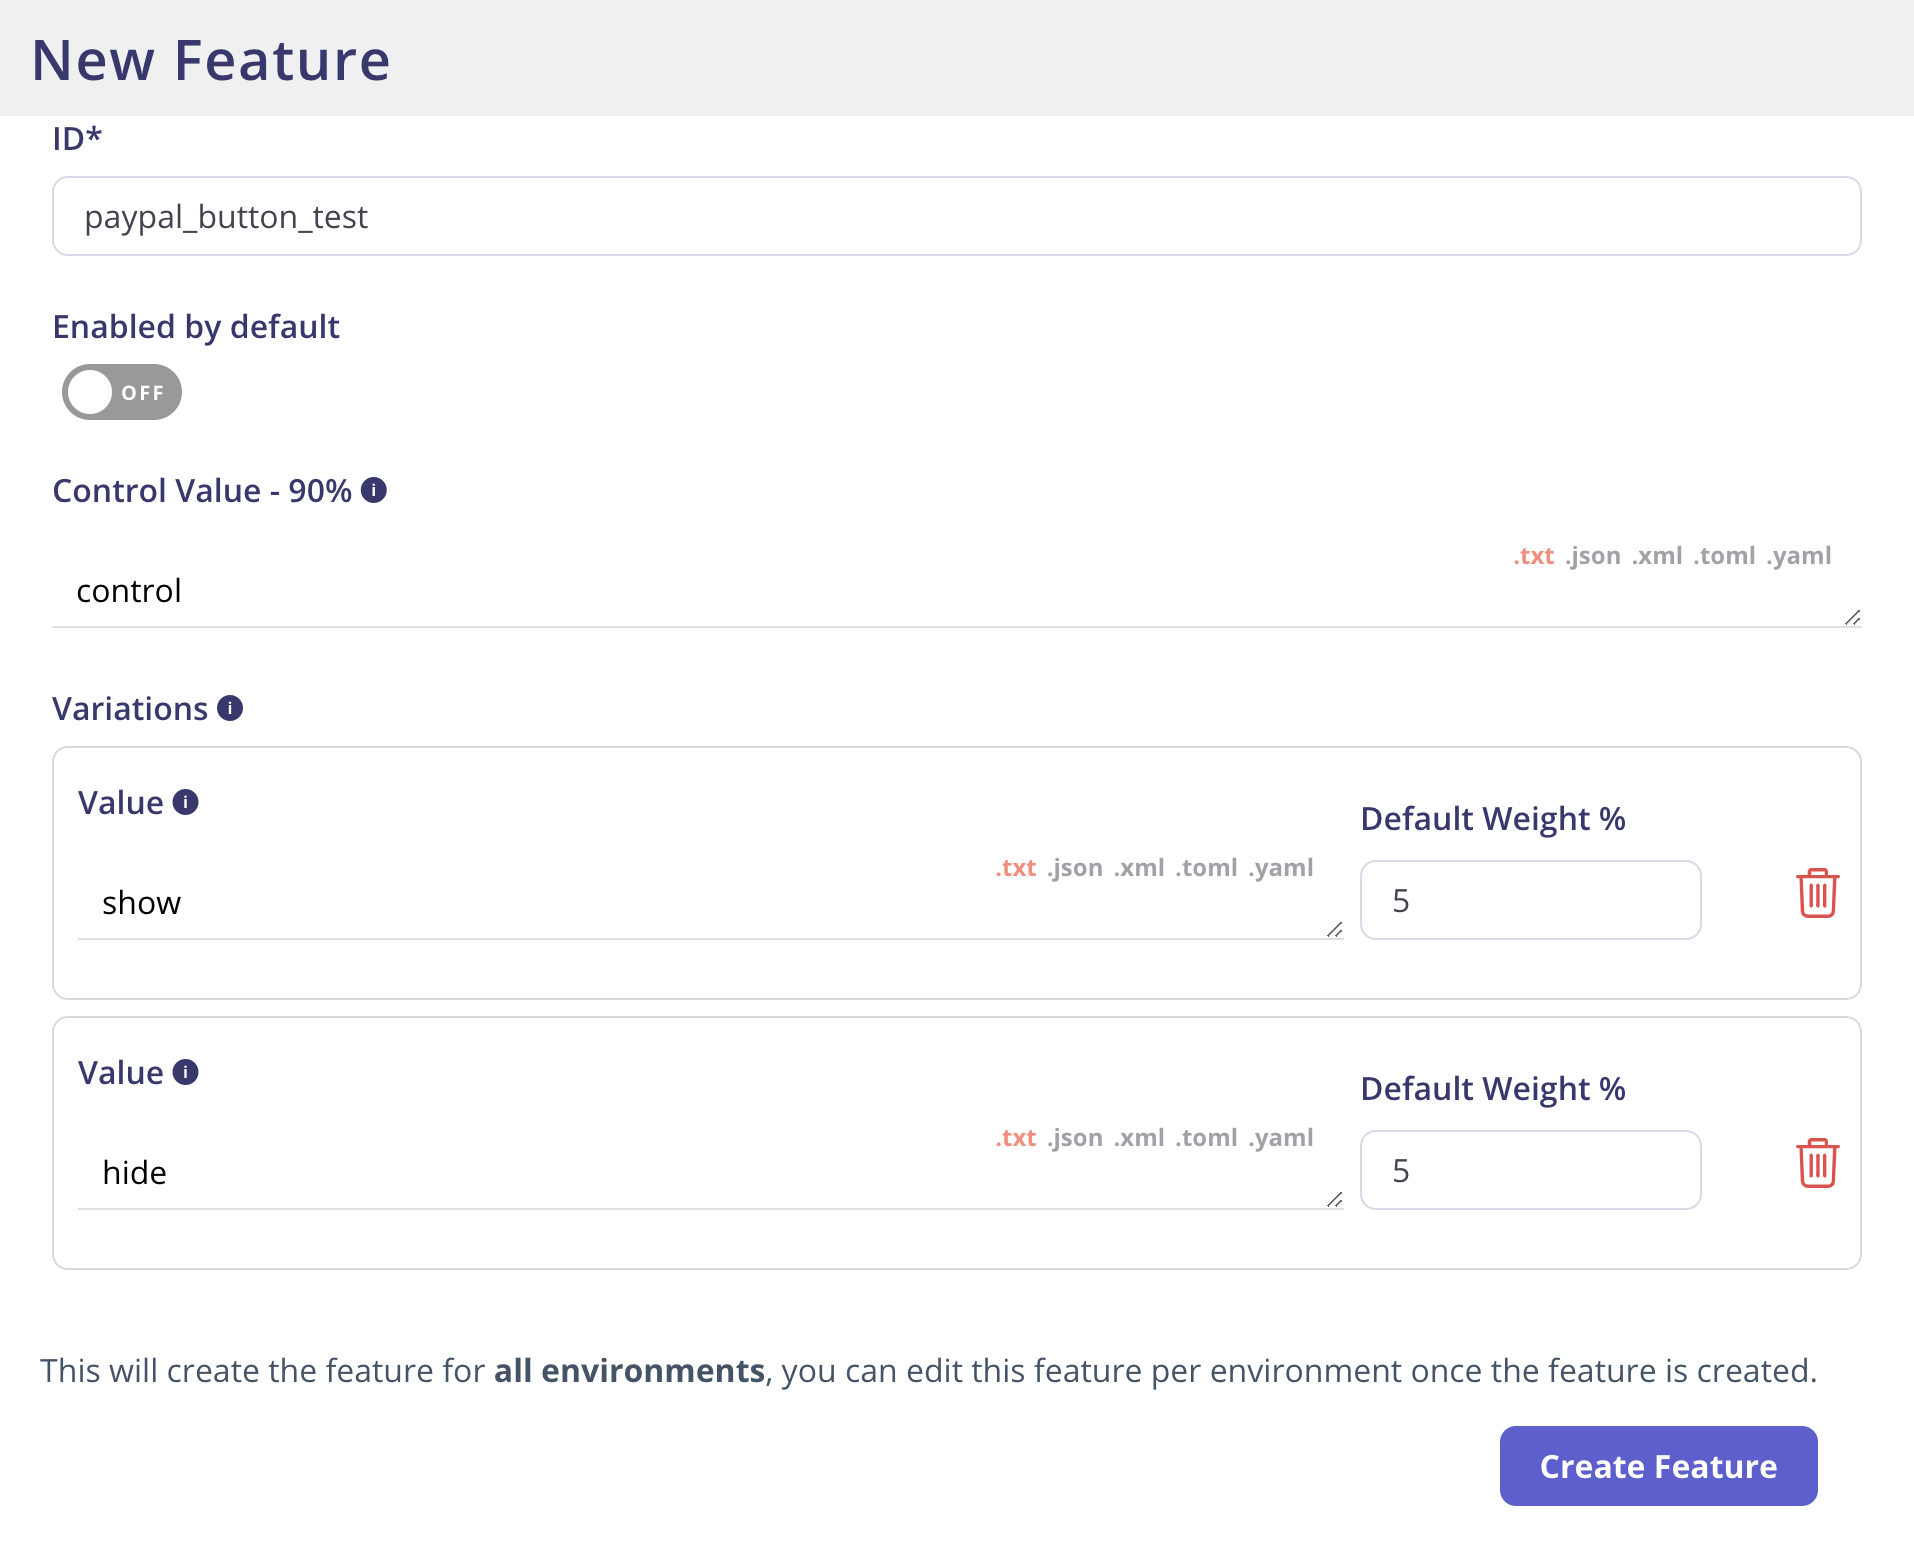 New Feature
ID*
paypal_button_test
Enabled by default
OFF
Control Value - 90% i
.txt .json .xml .toml .yaml
control
Variations i
Value i
Default Weight %
.txt .json .xml .toml .yaml
show
5
Value i
Default Weight %
.txt .json .xml .toml .yaml
hide
5
This will create the feature for all environments, you can edit this feature per environment once the feature is created.
Create Feature